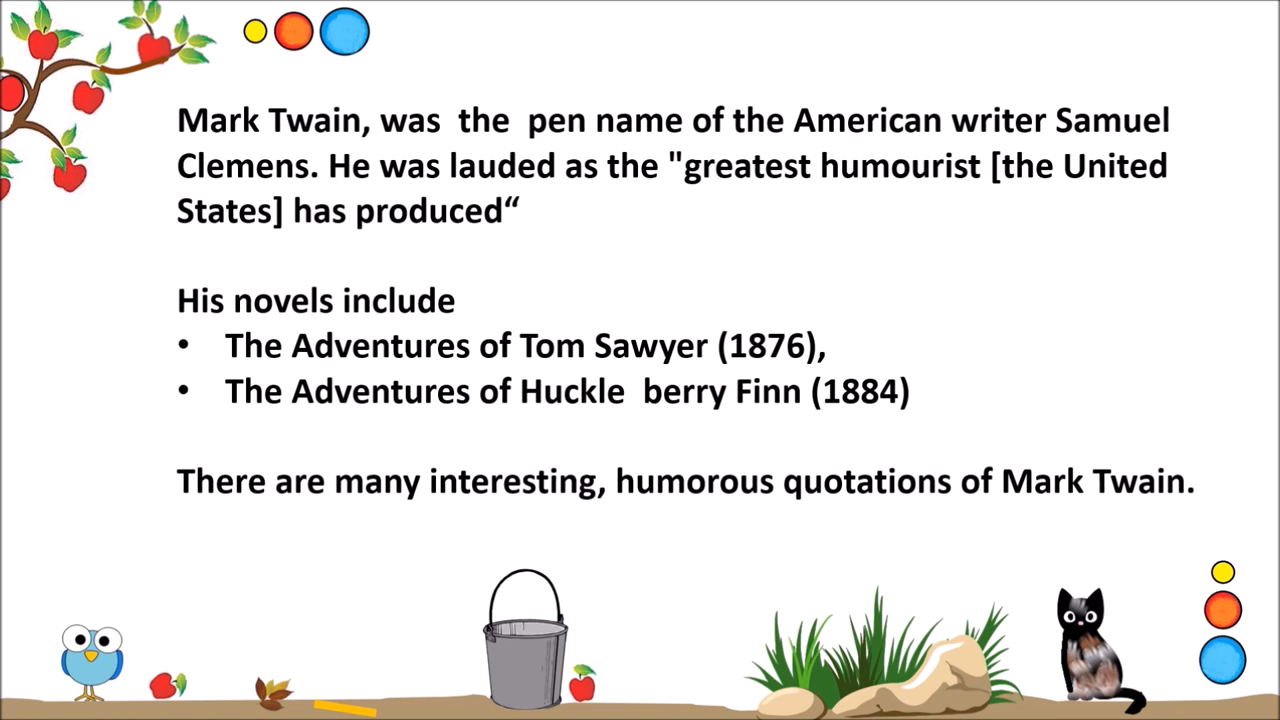 Mark Twain, was  the  pen name of the American writer Samuel
Clemens. He was lauded as the "greatest humourist [the United
States] has produced“
His novels include
• The Adventures of Tom Sawyer (1876),
• The Adventures of Huckle  berry Finn (1884)
There are many interesting, humorous quotations of Mark Twain.